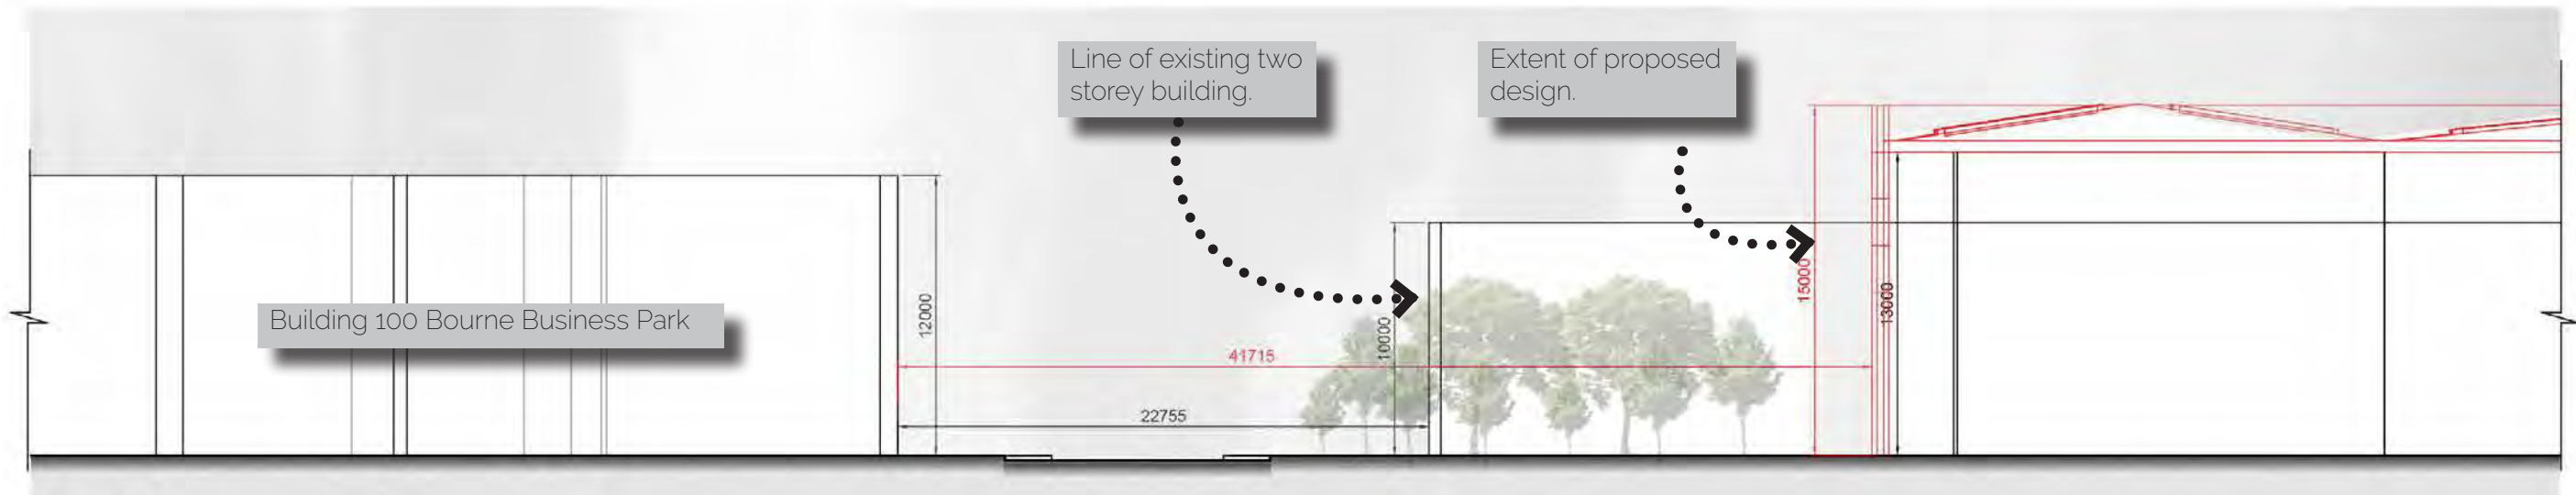 Line of existing two
storey building.
Extent of proposed
design.
Building 100 Bourne Business Park
12000
41715
22755
10000
15000
13000